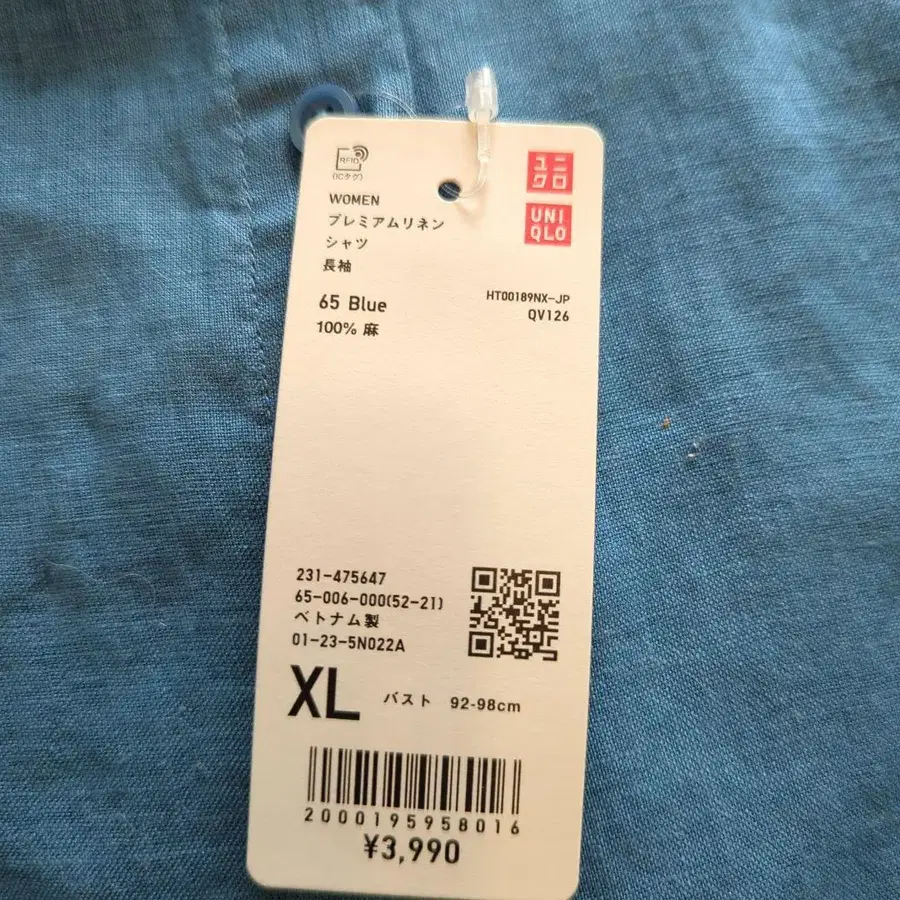 RFID
(ICタグ)
ユニ
クロ
UNI
QLO
WOMEN
プレミアムリネン
シャツ
長袖
65 Blue
100% 麻
HT00189NX-JP
QV126
231-475647
65-006-000(52-21)
ベトナム製
01-23-5N022A
XL バスト 92-98cm
2000195958016
¥3,990